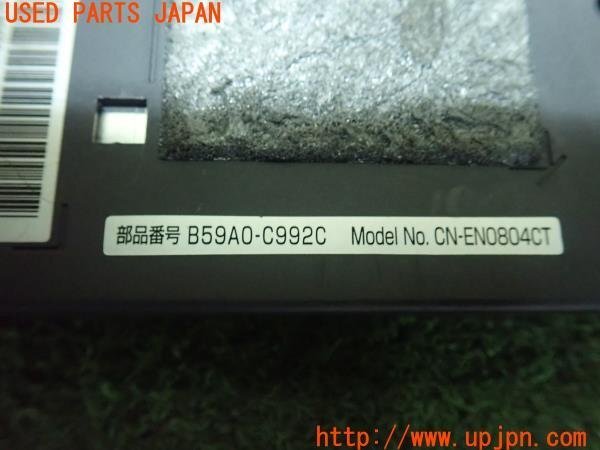 USED PARTS JAPAN
部品番号 B59A0-C992C Model No. CN-EN0804CT
http://www.upjpn.com